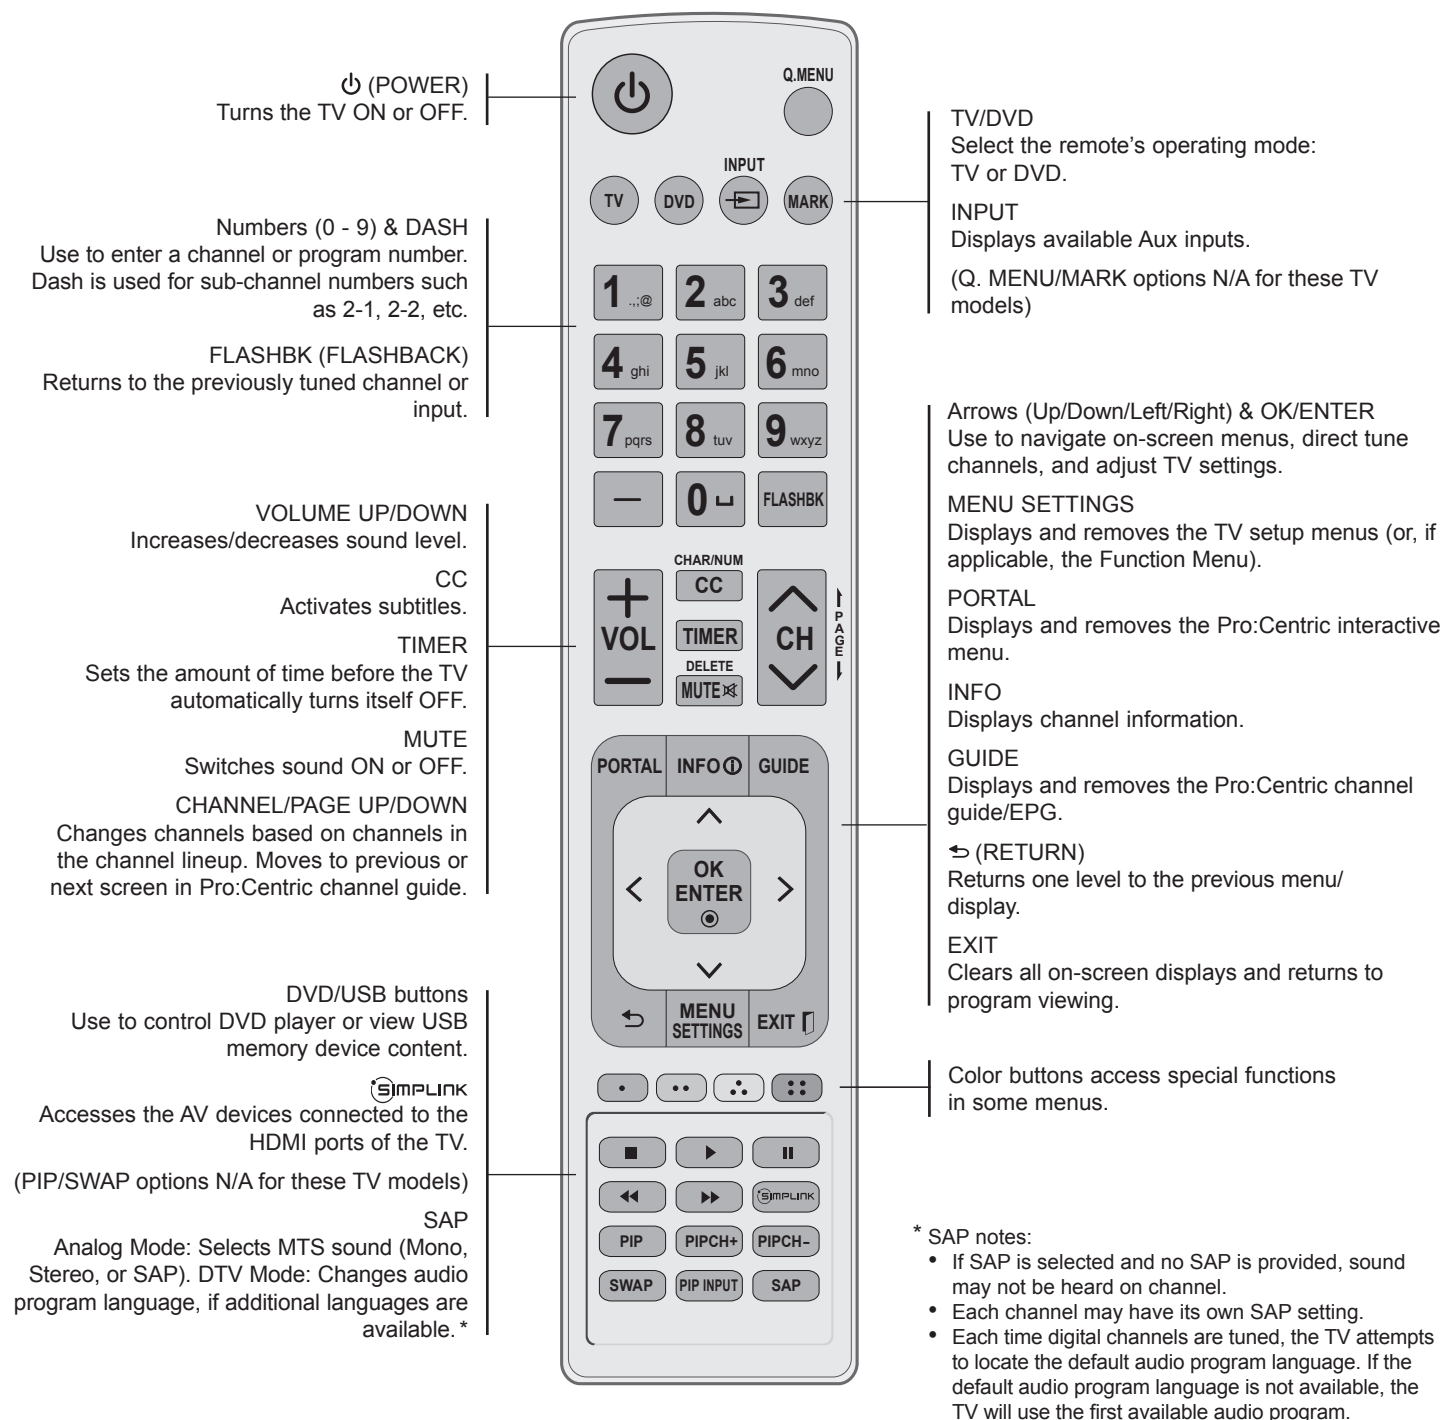 ⏻ (POWER)
Turns the TV ON or OFF.
Numbers (0 - 9) & DASH
Use to enter a channel or program number.
Dash is used for sub-channel numbers such
as 2-1, 2-2, etc.
FLASHBK (FLASHBACK)
Returns to the previously tuned channel or
input.
VOLUME UP/DOWN
Increases/decreases sound level.
CC
Activates subtitles.
TIMER
Sets the amount of time before the TV
automatically turns itself OFF.
MUTE
Switches sound ON or OFF.
CHANNEL/PAGE UP/DOWN
Changes channels based on channels in
the channel lineup. Moves to previous or
next screen in Pro:Centric channel guide.
DVD/USB buttons
Use to control DVD player or view USB
memory device content.
SIMPLINK
Accesses the AV devices connected to the
HDMI ports of the TV.
(PIP/SWAP options N/A for these TV models)
SAP
Analog Mode: Selects MTS sound (Mono,
Stereo, or SAP). DTV Mode: Changes audio
program language, if additional languages are
available. *
Q.MENU
INPUT
TV DVD MARK
1 .,;@ 2 abc 3 def
4 ghi 5 jkl 6 mno
7 pqrs 8 tuv 9 wxyz
— 0 FLASHBK
CHAR/NUM
CC
VOL TIMER CH PAGE
DELETE
MUTE
PORTAL INFO GUIDE
OK
ENTER
MENU
SETTINGS
EXIT
SIMPLINK
PIP PIPCH+ PIPCH-
SWAP PIP INPUT SAP
TV/DVD
Select the remote's operating mode:
TV or DVD.
INPUT
Displays available Aux inputs.
(Q. MENU/MARK options N/A for these TV
models)
Arrows (Up/Down/Left/Right) & OK/ENTER
Use to navigate on-screen menus, direct tune
channels, and adjust TV settings.
MENU SETTINGS
Displays and removes the TV setup menus (or, if
applicable, the Function Menu).
PORTAL
Displays and removes the Pro:Centric interactive
menu.
INFO
Displays channel information.
GUIDE
Displays and removes the Pro:Centric channel
guide/EPG.
⮌ (RETURN)
Returns one level to the previous menu/
display.
EXIT
Clears all on-screen displays and returns to
program viewing.
Color buttons access special functions
in some menus.
* SAP notes:
• If SAP is selected and no SAP is provided, sound
may not be heard on channel.
• Each channel may have its own SAP setting.
• Each time digital channels are tuned, the TV attempts
to locate the default audio program language. If the
default audio program language is not available, the
TV will use the first available audio program.